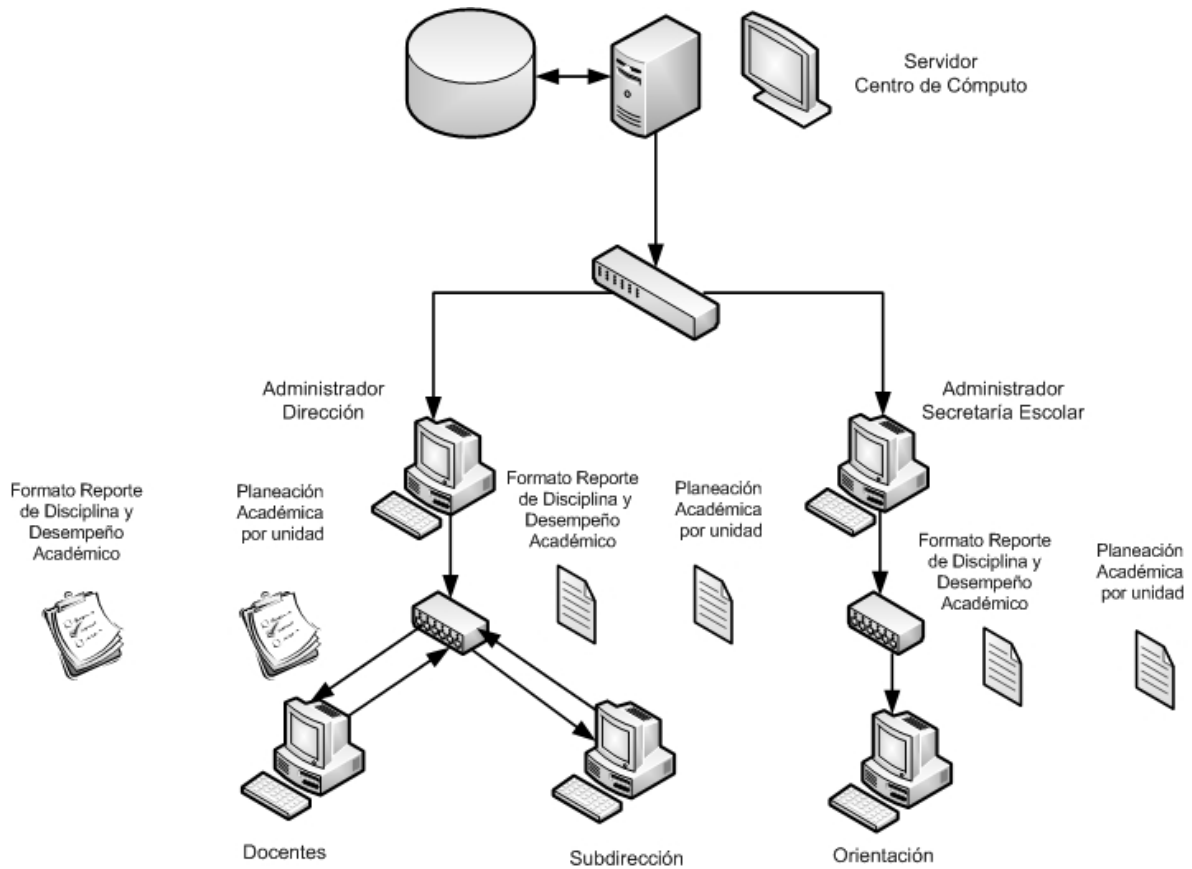 Servidor
Centro de Cómputo
Administrador
Dirección
Administrador
Secretaría Escolar
Formato Reporte
de Disciplina y
Desempeño
Académico
Planeación
Académica
por unidad
Formato Reporte
de Disciplina y
Desempeño
Académico
Planeación
Académica
por unidad
Formato Reporte
de Disciplina y
Desempeño
Académico
Planeación
Académica
por unidad
Docentes
Subdirección
Orientación